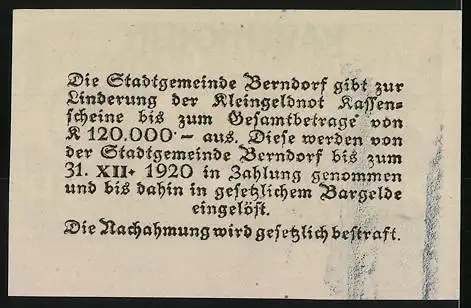 Die Stadtgemeinde Berndorf gibt zur
Linderung der Kleingeldnot Kassen-
scheine bis zum Gesamtbetrage von
K 120.000·— aus. Diese werden von
der Stadtgemeinde Berndorf bis zum
31. XII. 1920 in Zahlung genommen
und bis dahin in gesetzlichem Bargelde
eingelöst.
Die Nachahmung wird gesetzlich bestraft.